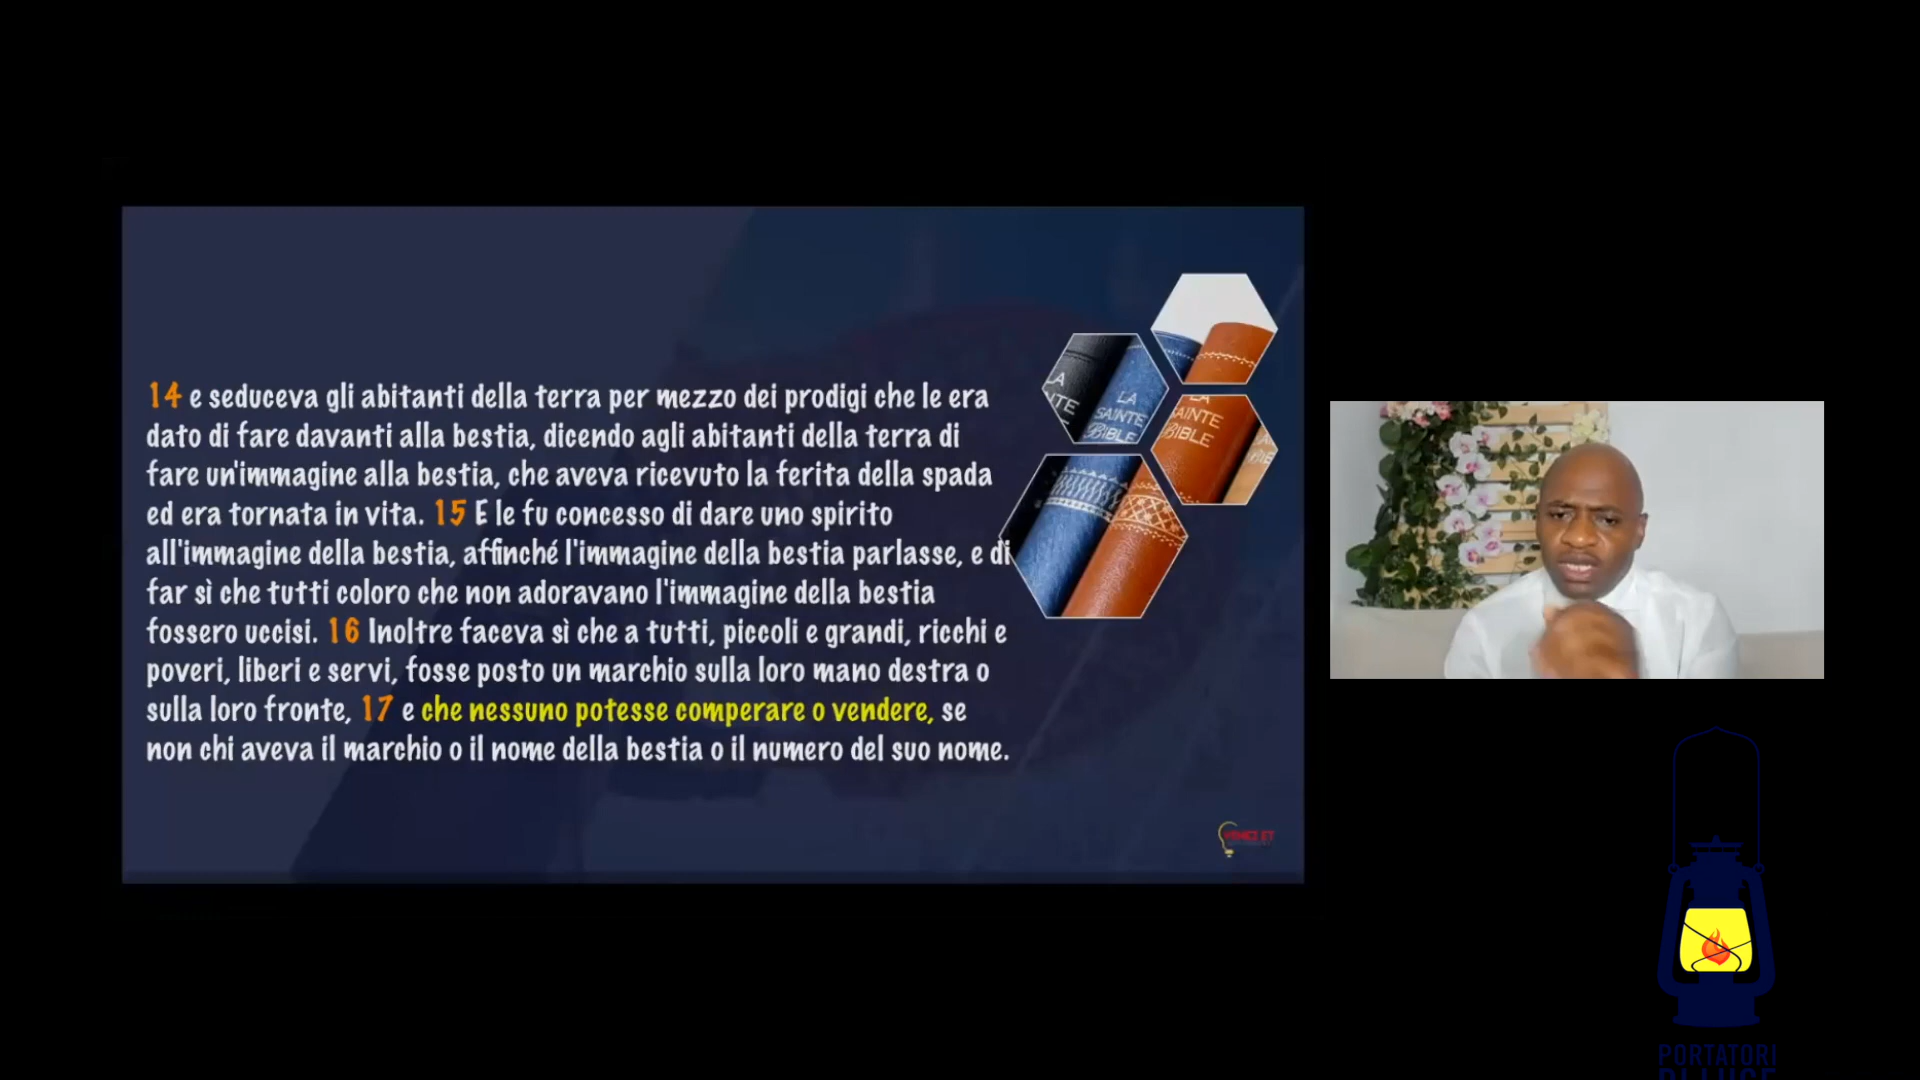 14 e seduceva gli abitanti della terra per mezzo dei prodigi che le era
dato di fare davanti alla bestia, dicendo agli abitanti della terra di
fare un'immagine alla bestia, che aveva ricevuto la ferita della spada
ed era tornata in vita. 15 E le fu concesso di dare uno spirito
all'immagine della bestia, affinché l'immagine della bestia parlasse, e di
far sì che tutti coloro che non adoravano l'immagine della bestia
fossero uccisi. 16 Inoltre faceva sì che a tutti, piccoli e grandi, ricchi e
poveri, liberi e servi, fosse posto un marchio sulla loro mano destra o
sulla loro fronte, 17 e che nessuno potesse comperare o vendere, se
non chi aveva il marchio o il nome della bestia o il numero del suo nome.
LA
SAINTE
BIBLE
LA
SAINTE
BIBLE
PORTATORI
DI LUCE